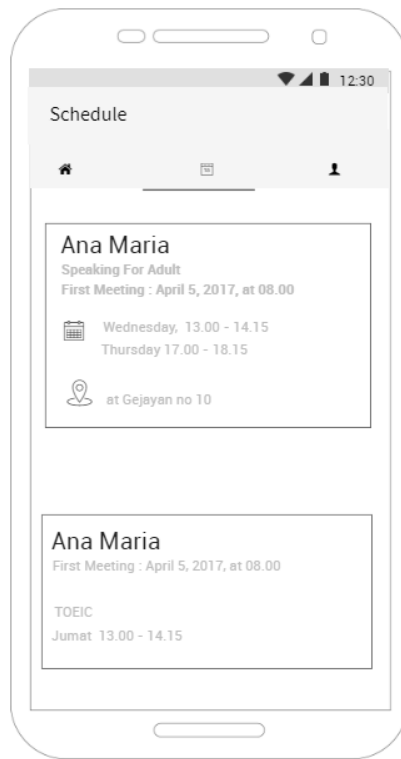 12:30
Schedule
Ana Maria
Speaking For Adult
First Meeting : April 5, 2017, at 08.00
Wednesday, 13.00 - 14.15
Thursday 17.00 - 18.15
at Gejayan no 10
Ana Maria
First Meeting : April 5, 2017, at 08.00
TOEIC
Jumat 13.00 - 14.15